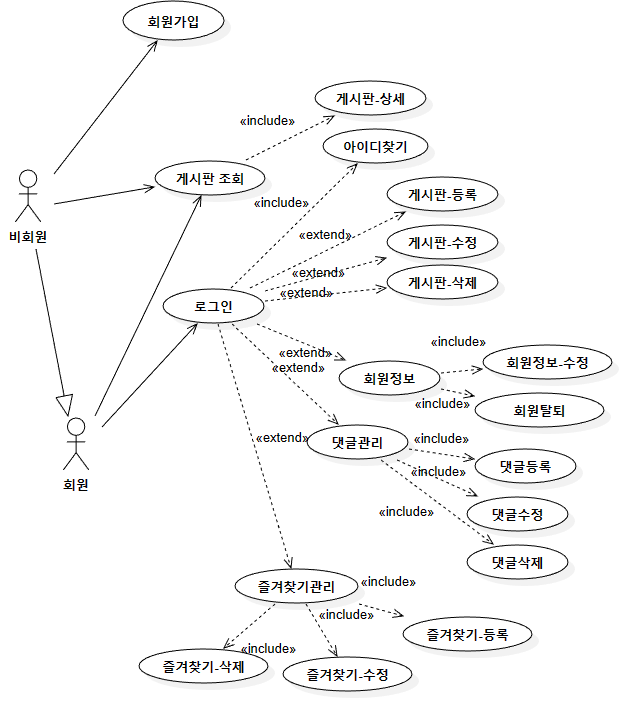 회원가입
게시판-상세
«include»
아이디찾기
게시판 조회
게시판-등록
«include»
비회원
«extend»
게시판-수정
«extend»
게시판-삭제
«extend»
로그인
«include»
«extend»
회원정보-수정
«extend»
회원정보
«include»
회원탈퇴
«extend»
댓글관리
«include»
댓글등록
«include»
회원
«include»
댓글수정
댓글삭제
즐겨찾기관리
«include»
«include»
즐겨찾기-등록
«include»
즐겨찾기-삭제
즐겨찾기-수정